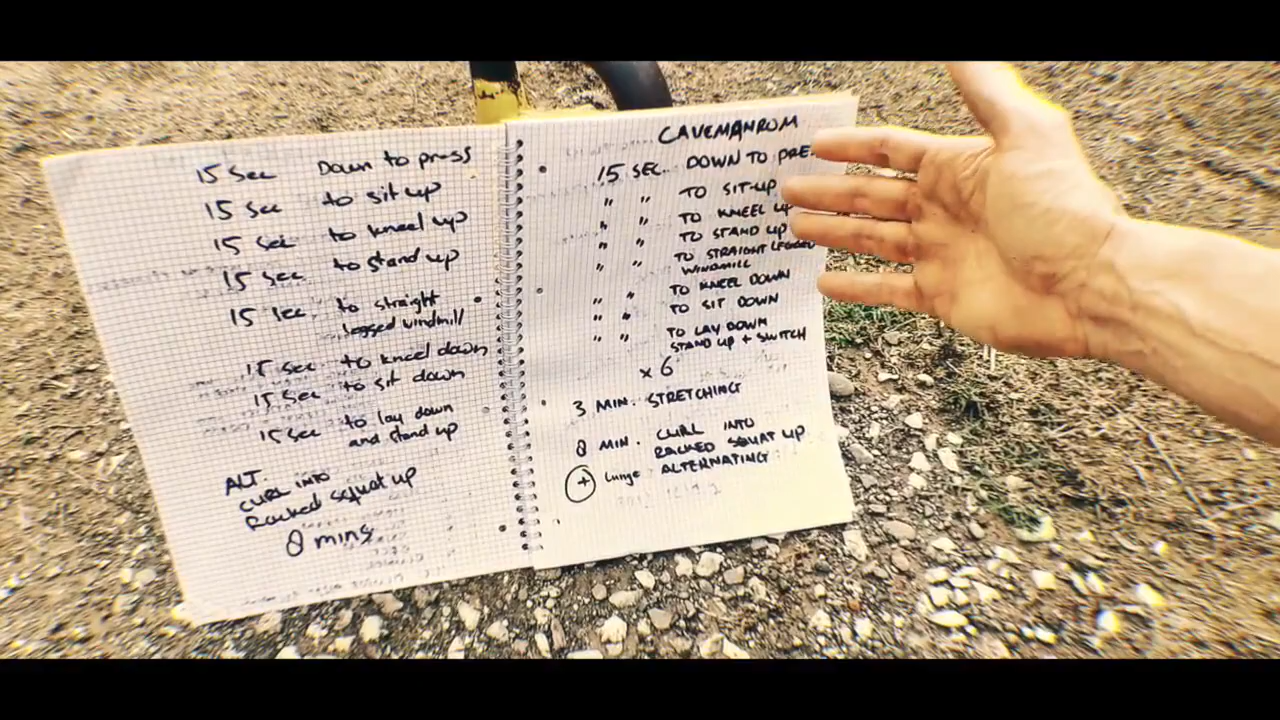 15 Sec Down to press
15 Sec to sit up
15 sec to kneel up
15 sec to stand up
15 sec. to straight
legged windmill
15 sec to kneel down
15 sec to sit down
15 sec to lay down
and stand up
ALT.
CURL INTO
Racked squat up
8 mins
CAVEMANROM
15 SEC. DOWN TO PRE
" " TO SIT-UP
" " TO KNEEL UP
" " TO STAND UP
" " TO STRAIGHT LEGGED
WINDMILL
" " TO KNEEL DOWN
" " TO SIT DOWN
" " TO LAY DOWN
STAND UP + SWITCH
x 6
3 MIN. STRETCHING
8 MIN. CURL INTO
RACKED SQUAT UP
+ Lunge ALTERNATING